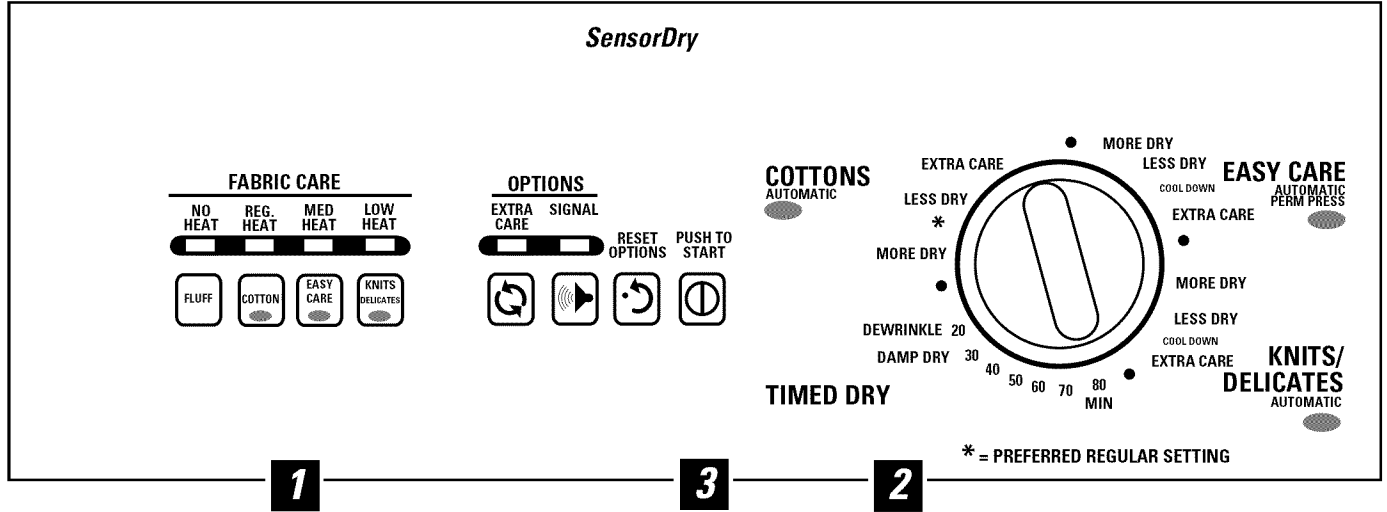 SensorDry
FABRIC CARE
NO HEAT
REG. HEAT
MED HEAT
LOW HEAT
FLUFF
COTTON
EASY CARE
KNITS DELICATES
OPTIONS
EXTRA CARE
SIGNAL
RESET OPTIONS
PUSH TO START
COTTONS
AUTOMATIC
EXTRA CARE
LESS DRY
*
MORE DRY
DEWRINKLE 20
DAMP DRY 30
40
50
60
70
80
MIN
TIMED DRY
MORE DRY
LESS DRY
COOL DOWN
EXTRA CARE
EASY CARE
AUTOMATIC
PERM PRESS
MORE DRY
LESS DRY
COOL DOWN
EXTRA CARE
KNITS/
DELICATES
AUTOMATIC
* = PREFERRED REGULAR SETTING
1
3
2